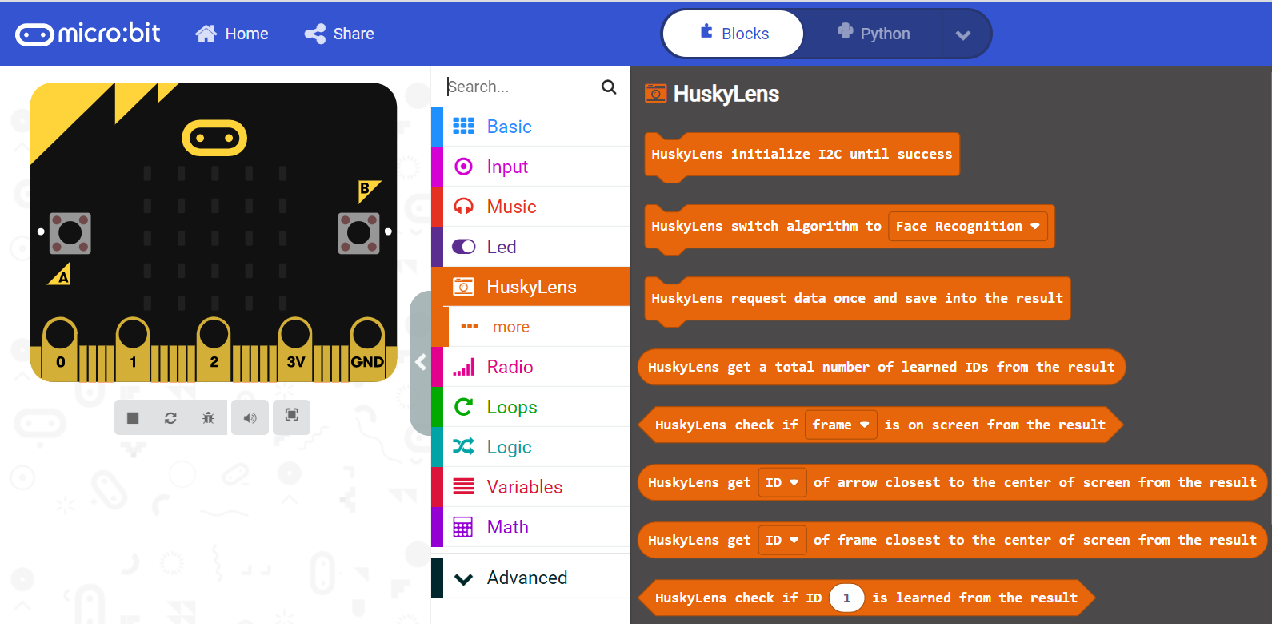 micro:bit Home Share Blocks Python
Search...
HuskyLens
Basic
Input
Music
Led
HuskyLens
more
Radio
Loops
Logic
Variables
Math
Advanced
B
A
0 1 2 3V GND
HuskyLens initialize I2C until success
HuskyLens switch algorithm to Face Recognition
HuskyLens request data once and save into the result
HuskyLens get a total number of learned IDs from the result
HuskyLens check if frame is on screen from the result
HuskyLens get ID of arrow closest to the center of screen from the result
HuskyLens get ID of frame closest to the center of screen from the result
HuskyLens check if ID 1 is learned from the result